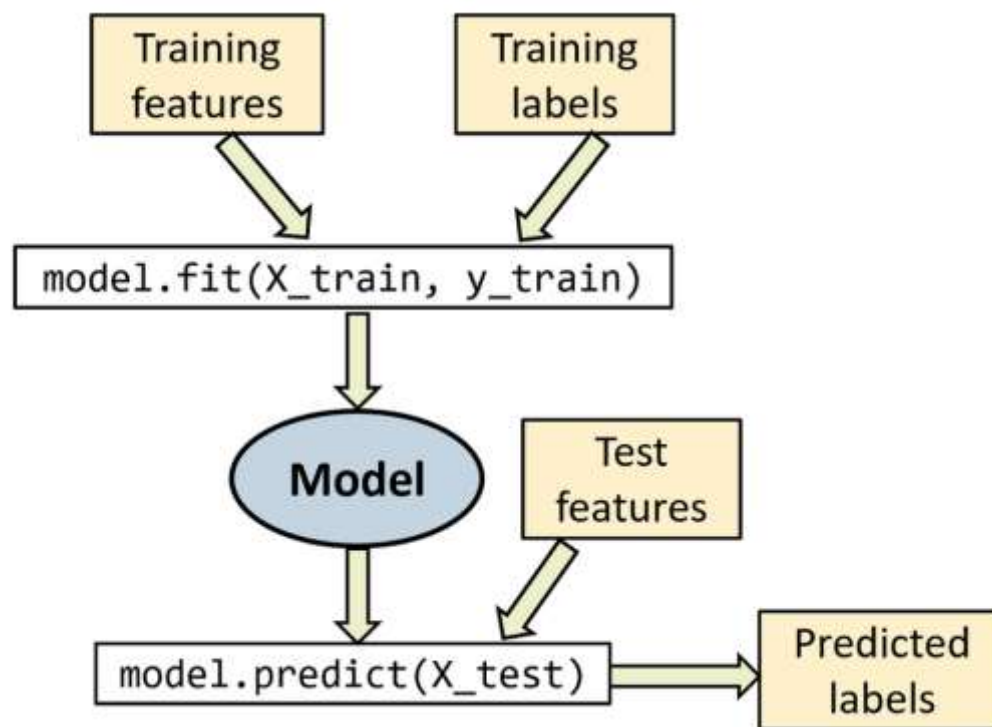 Training
features
Training
labels
model.fit(X_train, y_train)
Model
Test
features
model.predict(X_test)
Predicted
labels